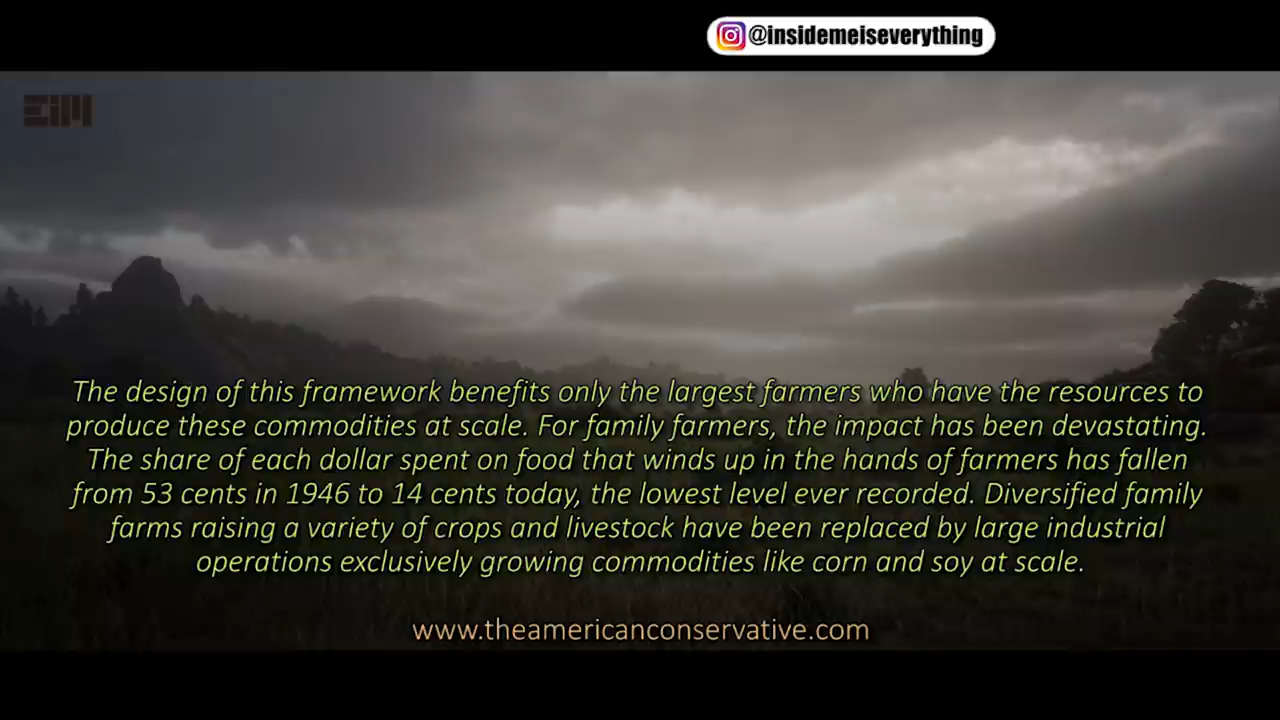 @insidemeiseverything
EiM
The design of this framework benefits only the largest farmers who have the resources to
produce these commodities at scale. For family farmers, the impact has been devastating.
The share of each dollar spent on food that winds up in the hands of farmers has fallen
from 53 cents in 1946 to 14 cents today, the lowest level ever recorded. Diversified family
farms raising a variety of crops and livestock have been replaced by large industrial
operations exclusively growing commodities like corn and soy at scale.
www.theamericanconservative.com